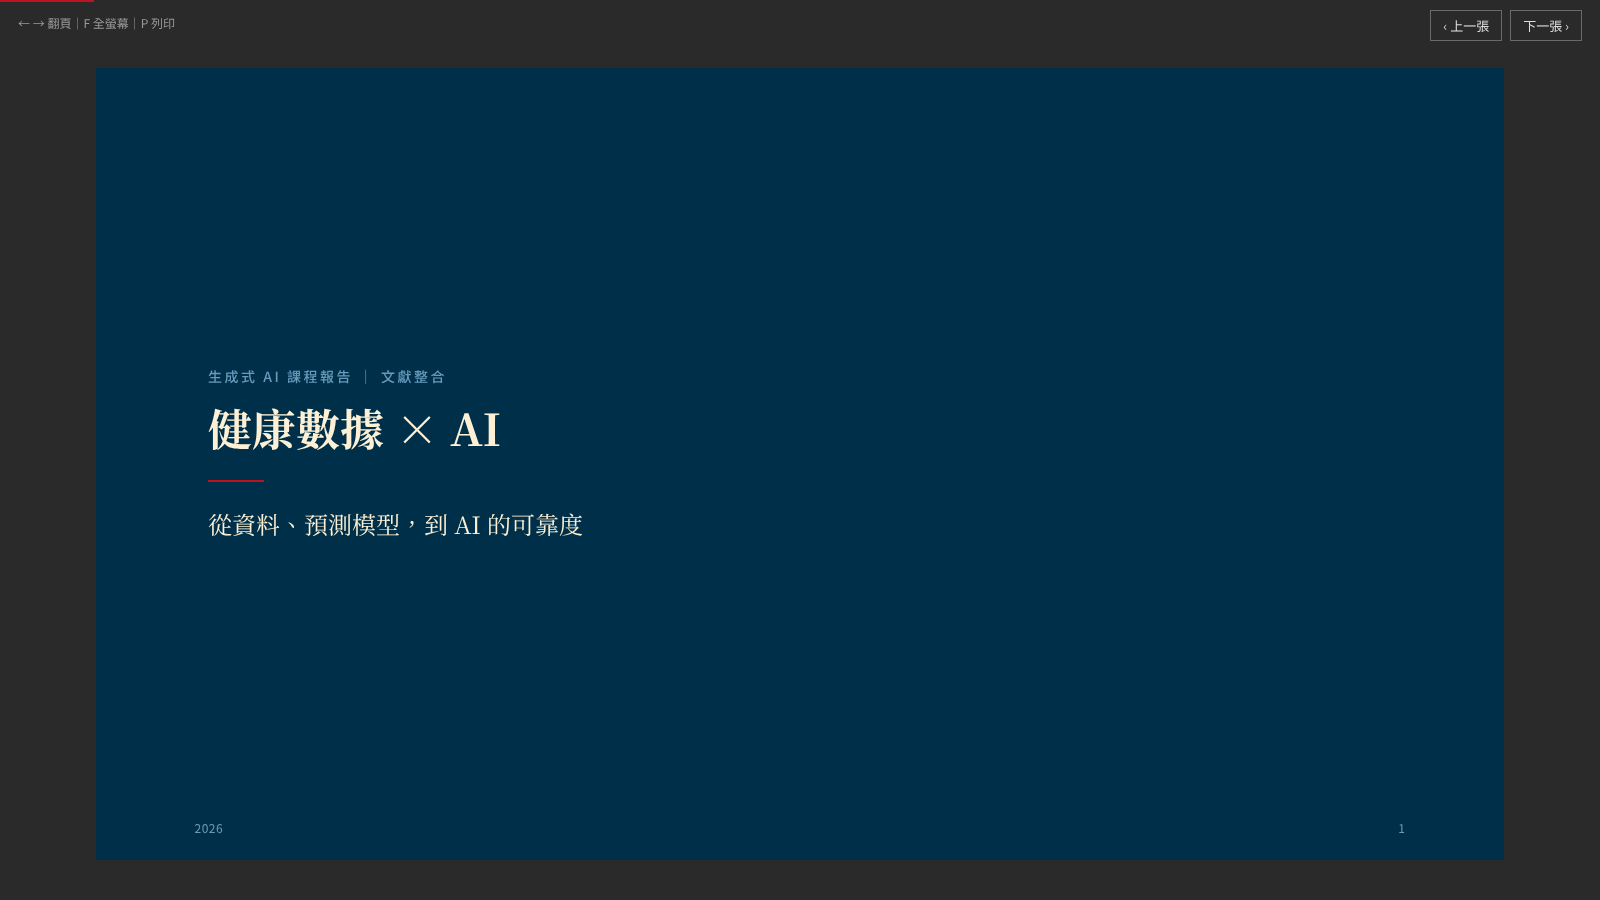 ←→ 翻頁｜F 全螢幕｜P 列印
‹ 上一張
下一張 ›
生成式 AI 課程報告 ｜ 文獻整合
健康數據 × AI
從資料、預測模型，到 AI 的可靠度
2026
1